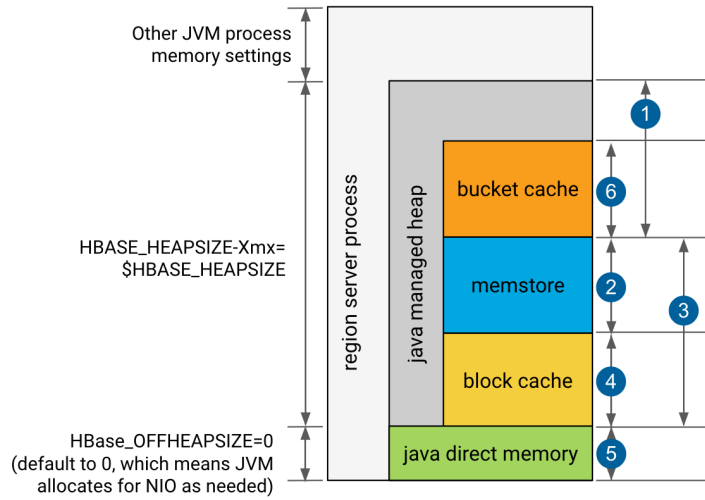 Other JVM process
memory settings
1
bucket cache
6
HBASE_HEAPSIZE-Xmx=
$HBASE_HEAPSIZE
region server process
java managed heap
memstore
2
3
block cache
4
HBase_OFFHEAPSIZE=0
(default to 0, which means JVM
allocates for NIO as needed)
java direct memory
5